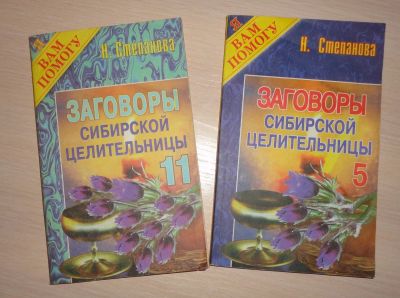 ВАМ
ПОМОГУ
Н. Степанова
ЗАГОВОРЫ
СИБИРСКОЙ
ЦЕЛИТЕЛЬНИЦЫ
11
Я
ВАМ
ПОМОГУ
Н. Степанова
ЗАГОВОРЫ
СИБИРСКОЙ
ЦЕЛИТЕЛЬНИЦЫ
5